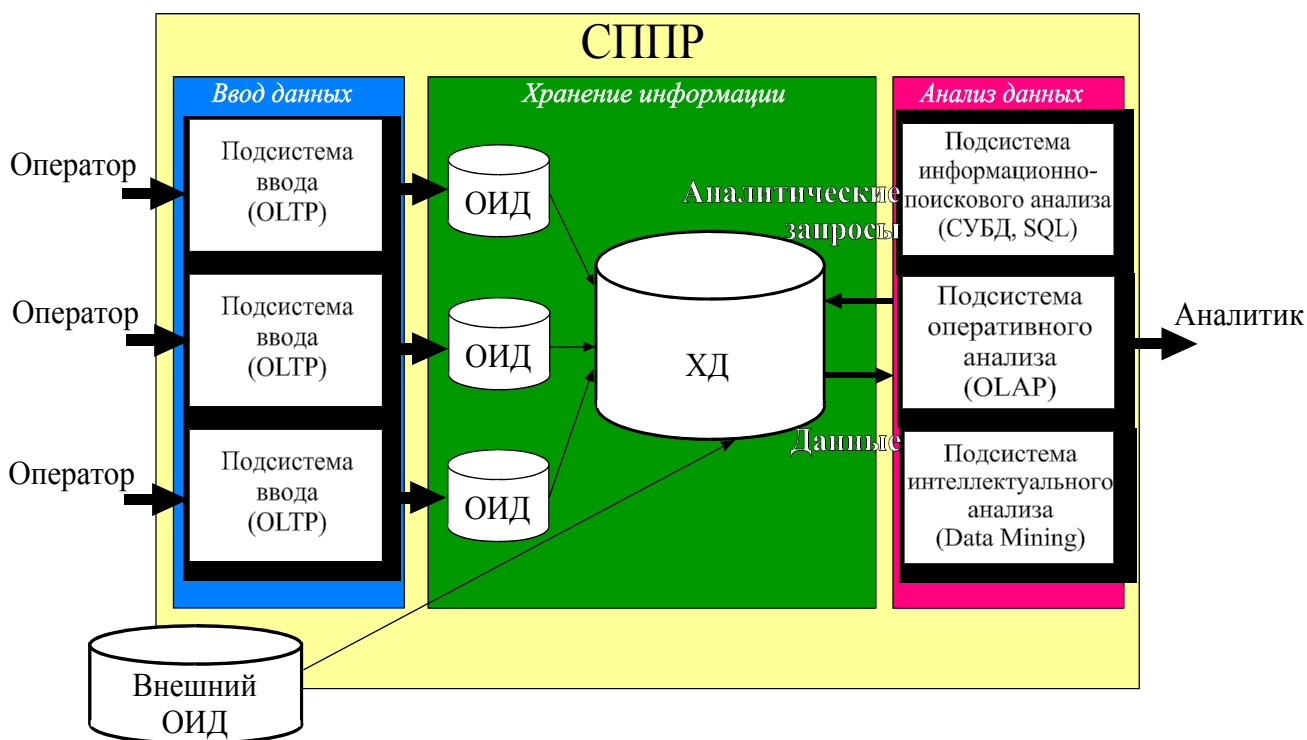 СППР
Ввод данных
Хранение информации
Анализ данных
Оператор
Подсистема
ввода
(OLTP)
ОИД
Оператор
Подсистема
ввода
(OLTP)
ОИД
Оператор
Подсистема
ввода
(OLTP)
ОИД
ХД
Аналитические
запросы
Данные
Подсистема
информационно-
поискового анализа
(СУБД, SQL)
Подсистема
оперативного
анализа
(OLAP)
Подсистема
интеллектуального
анализа
(Data Mining)
Аналитик
Внешний
ОИД